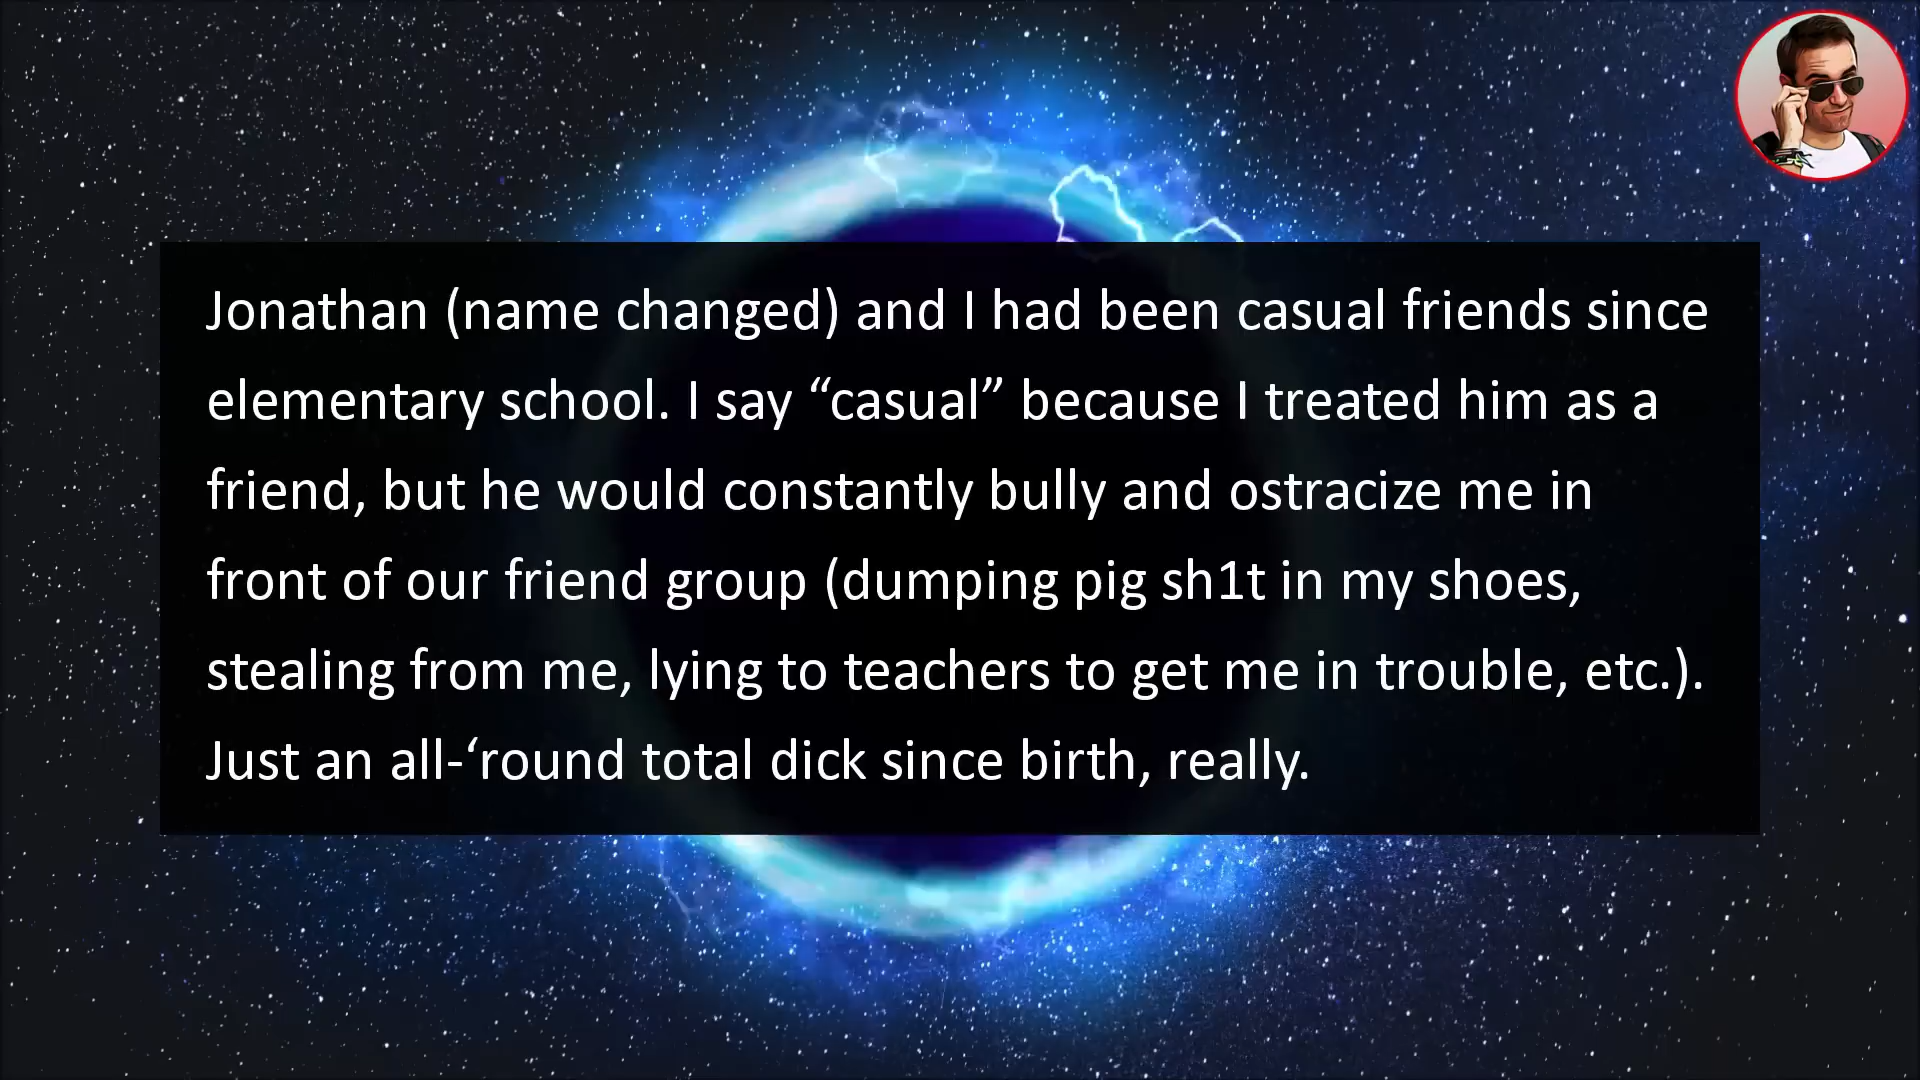 Jonathan (name changed) and I had been casual friends since
elementary school. I say “casual” because I treated him as a
friend, but he would constantly bully and ostracize me in
front of our friend group (dumping pig sh1t in my shoes,
stealing from me, lying to teachers to get me in trouble, etc.).
Just an all-‘round total dick since birth, really.